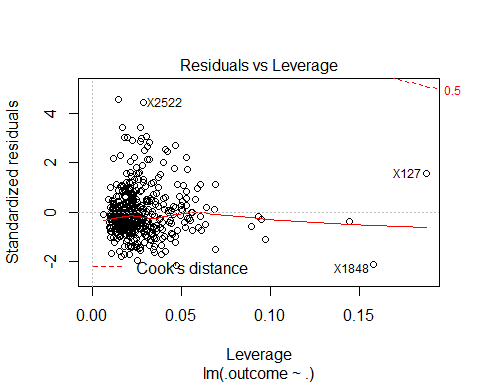 Residuals vs Leverage
Standardized residuals
4
2
0
-2
X2522
X127
X1848
0.5
Cook's distance
0.00
0.05
0.10
0.15
Leverage
lm(.outcome ~ .)